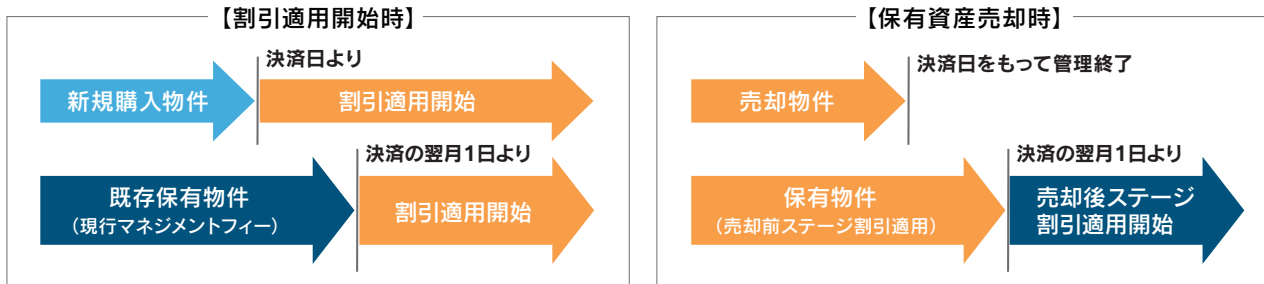 【割引適用開始時】
決済日より
新規購入物件
割引適用開始
決済の翌月1日より
既存保有物件
（現行マネジメントフィー）
割引適用開始
【保有資産売却時】
決済日をもって管理終了
売却物件
決済の翌月1日より
保有物件
（売却前ステージ割引適用）
売却後ステージ
割引適用開始